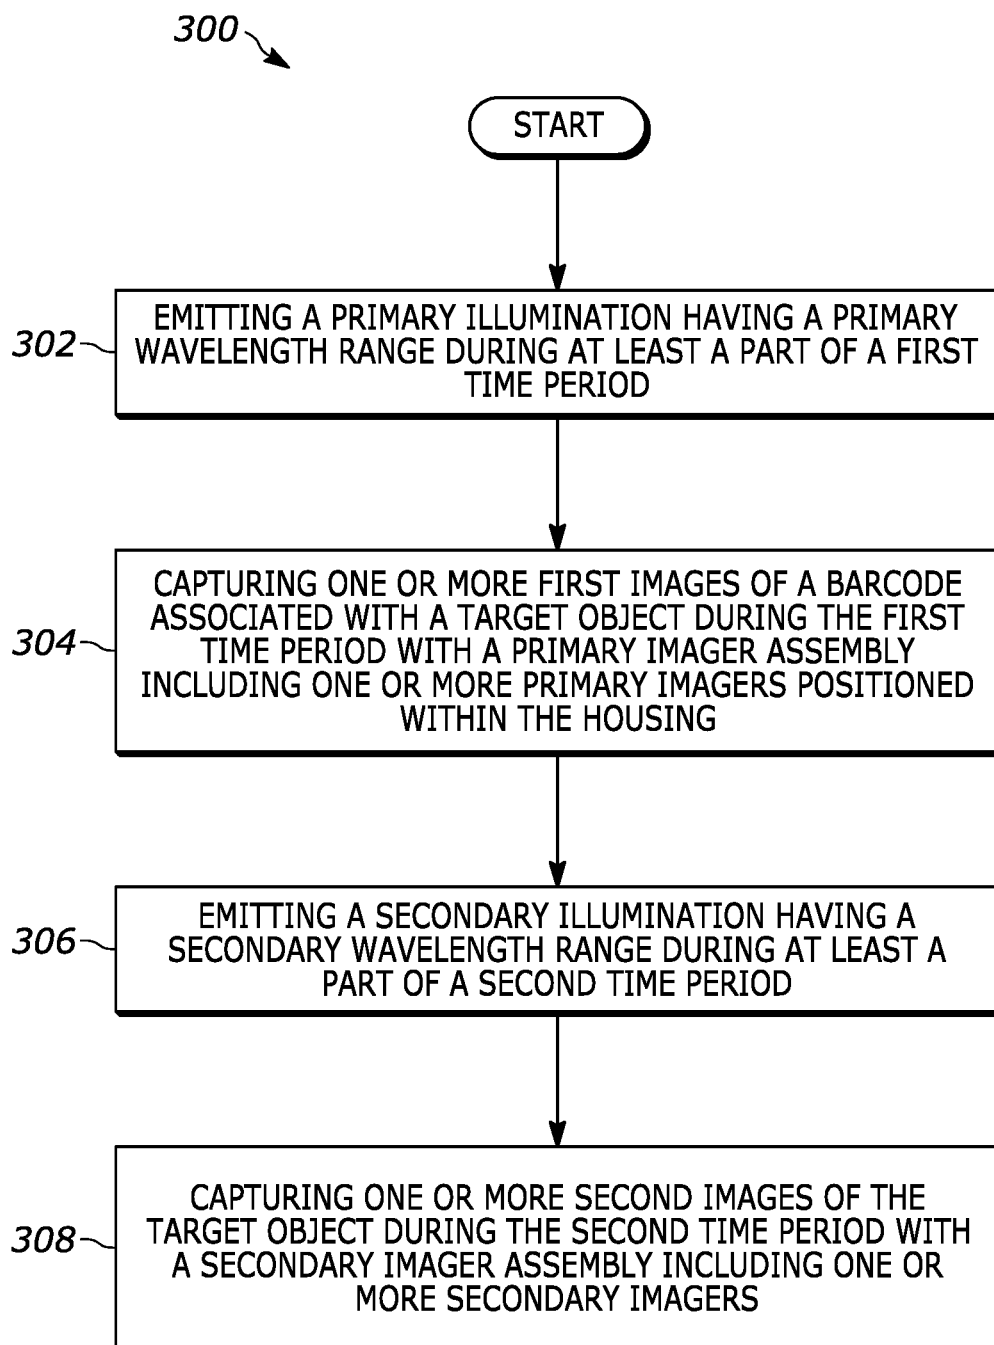 300
START
302
EMITTING A PRIMARY ILLUMINATION HAVING A PRIMARY
WAVELENGTH RANGE DURING AT LEAST A PART OF A FIRST
TIME PERIOD
304
CAPTURING ONE OR MORE FIRST IMAGES OF A BARCODE
ASSOCIATED WITH A TARGET OBJECT DURING THE FIRST
TIME PERIOD WITH A PRIMARY IMAGER ASSEMBLY
INCLUDING ONE OR MORE PRIMARY IMAGERS POSITIONED
WITHIN THE HOUSING
306
EMITTING A SECONDARY ILLUMINATION HAVING A
SECONDARY WAVELENGTH RANGE DURING AT LEAST A
PART OF A SECOND TIME PERIOD
308
CAPTURING ONE OR MORE SECOND IMAGES OF THE
TARGET OBJECT DURING THE SECOND TIME PERIOD WITH
A SECONDARY IMAGER ASSEMBLY INCLUDING ONE OR
MORE SECONDARY IMAGERS